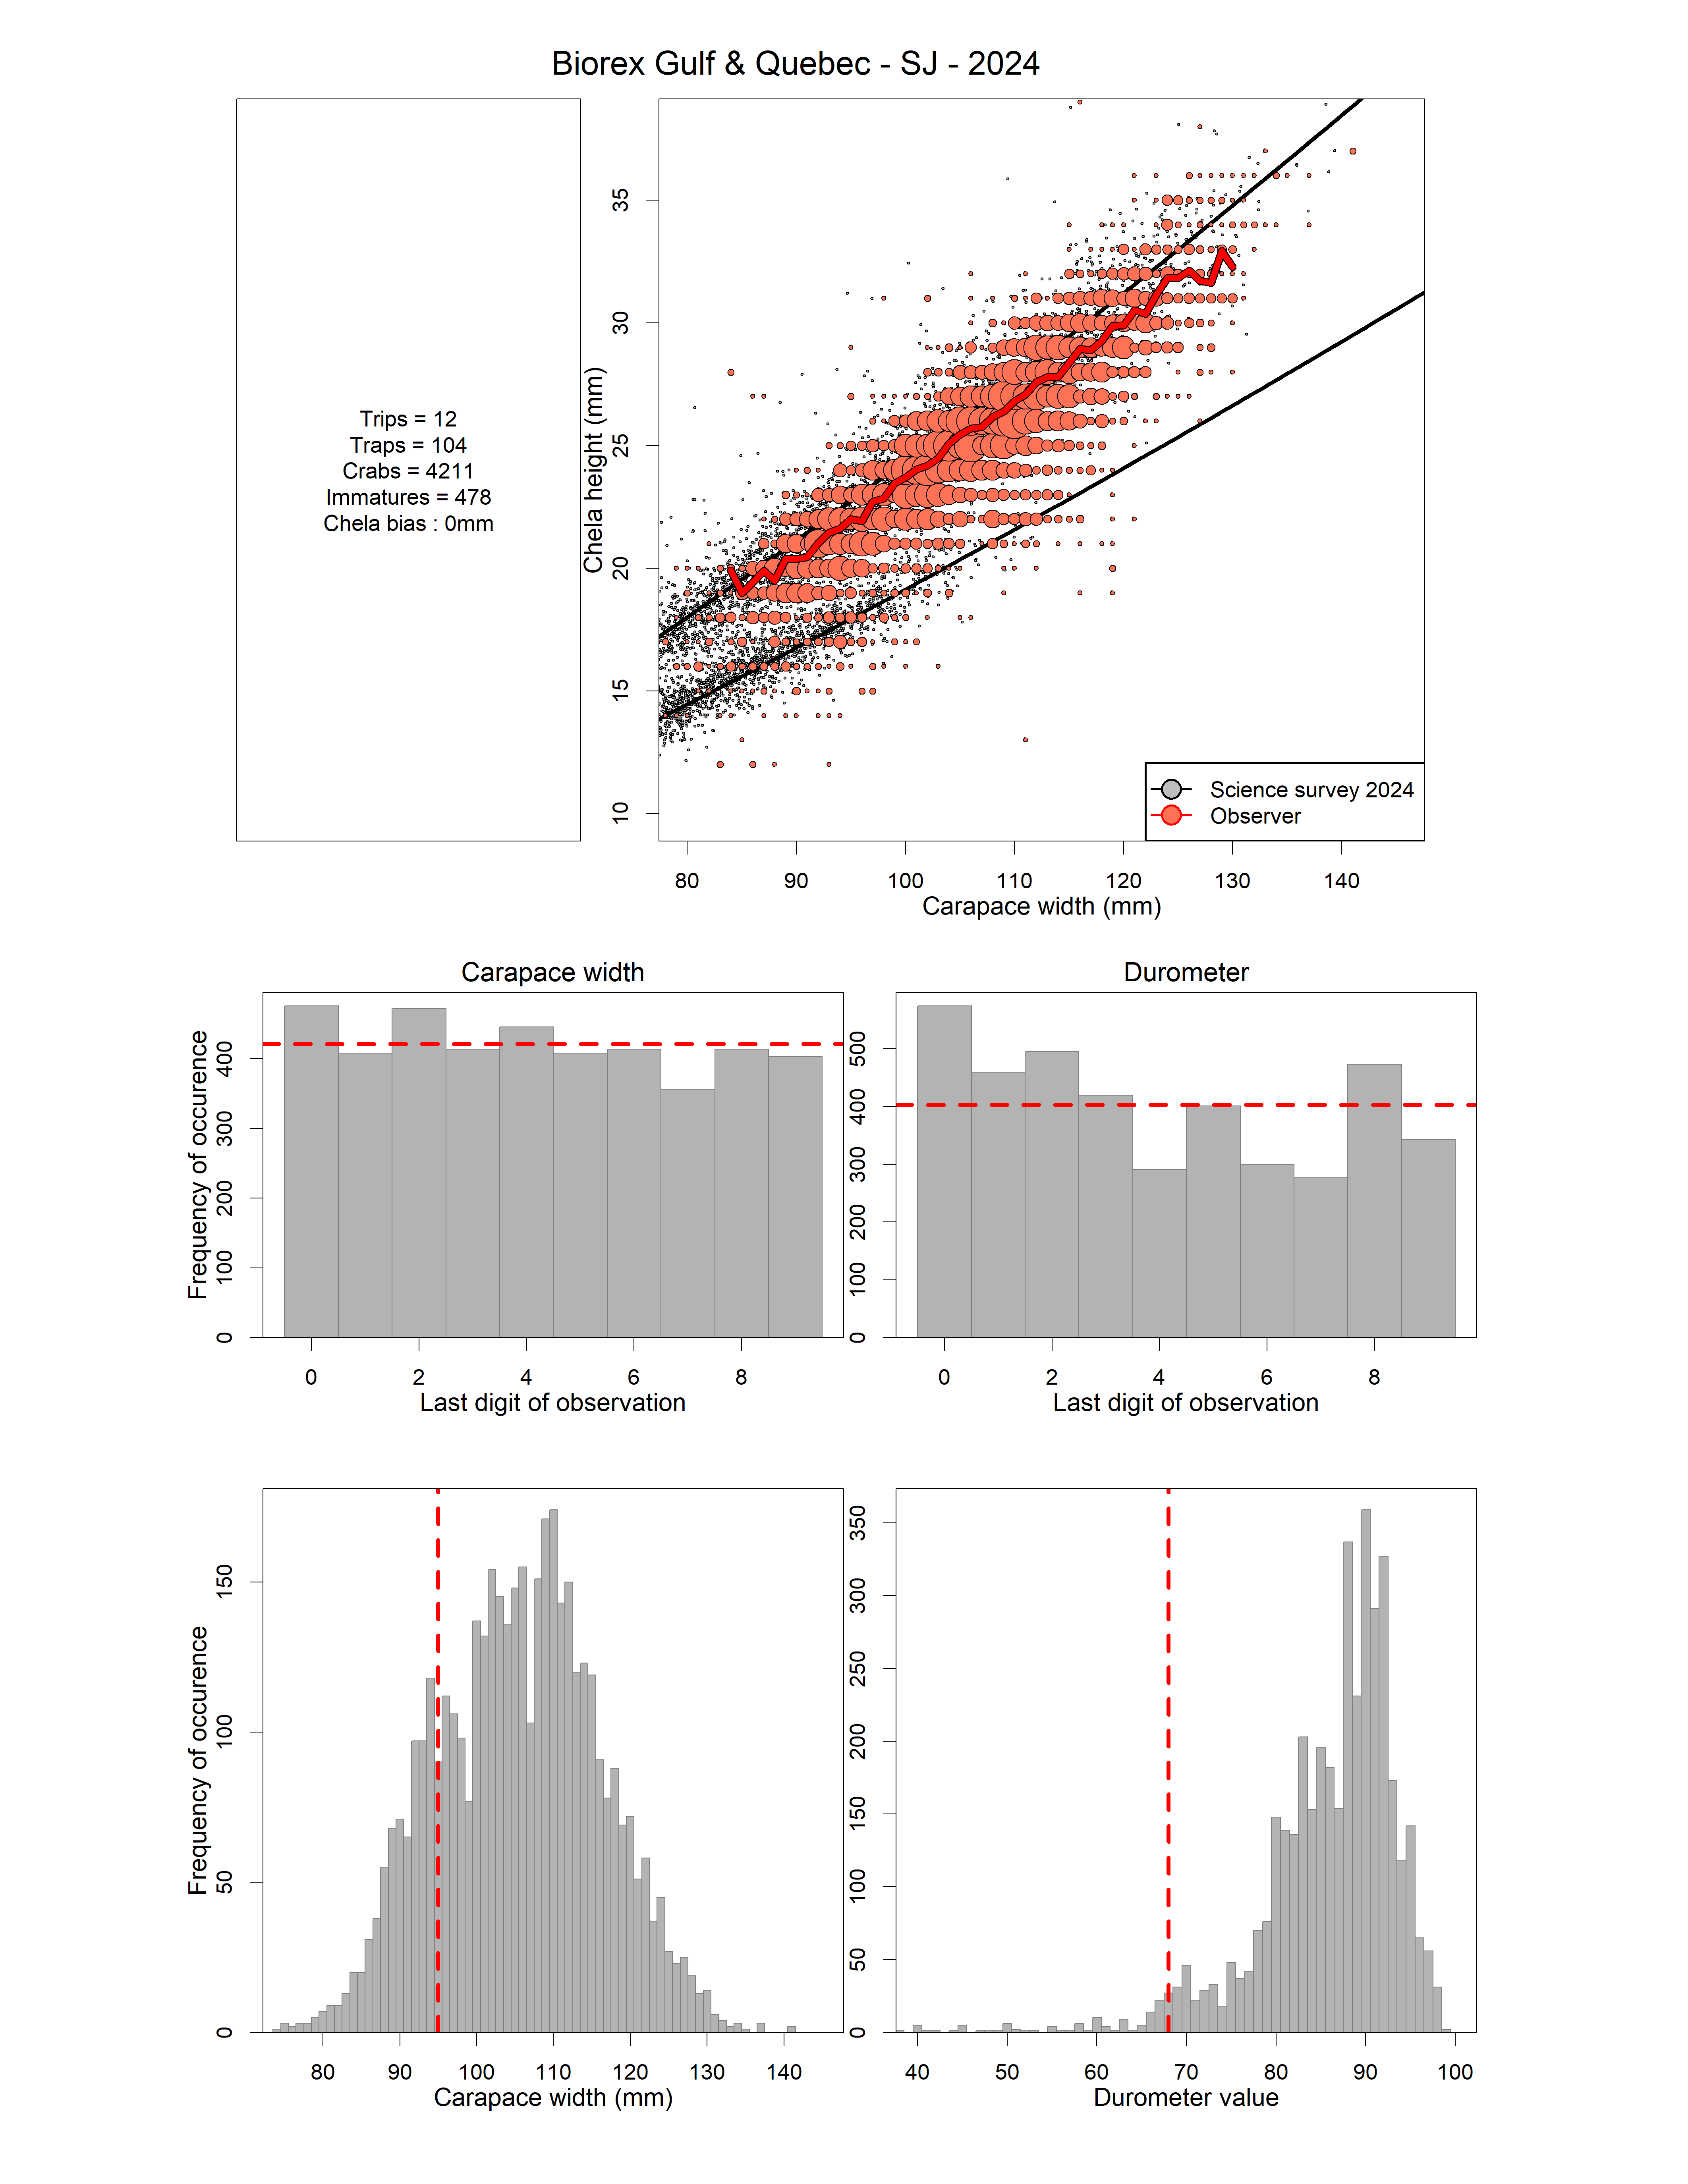 Biorex Gulf & Quebec - SJ - 2024
Trips = 12
Traps = 104
Crabs = 4211
Immatures = 478
Chela bias : 0mm
Chela height (mm)
35
30
25
20
15
10
Science survey 2024
Observer
80 90 100 110 120 130 140
Carapace width (mm)
Carapace width
Frequency of occurence
400
300
200
100
0
0 2 4 6 8
Last digit of observation
Durometer
500
400
300
200
100
0
0 2 4 6 8
Last digit of observation
Frequency of occurence
150
100
50
0
80 90 100 110 120 130 140
Carapace width (mm)
350
300
250
200
150
100
50
0
40 50 60 70 80 90 100
Durometer value